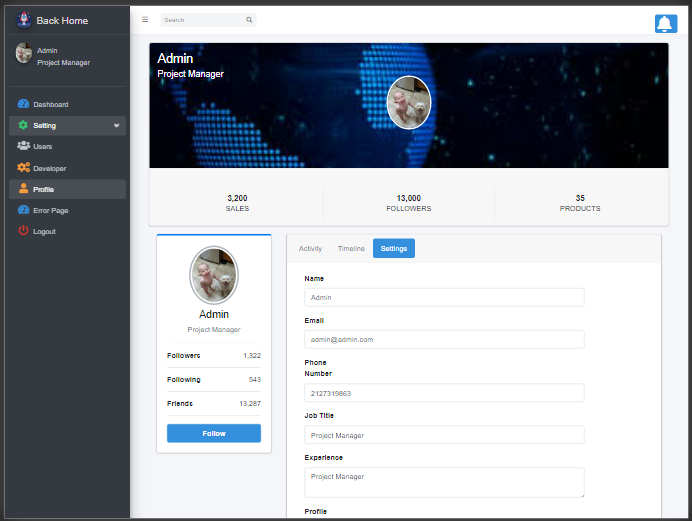 Back Home
Search
Admin
Project Manager
Dashboard
Setting
Users
Developer
Profile
Error Page
Logout
Admin
Project Manager
3,200
SALES
13,000
FOLLOWERS
35
PRODUCTS
Admin
Project Manager
Followers 1,322
Following 543
Friends 13,287
Follow
Activity Timeline Settings
Name
Admin
Email
admin@admin.com
Phone
Number
2127319863
Job Title
Project Manager
Experience
Project Manager
Profile